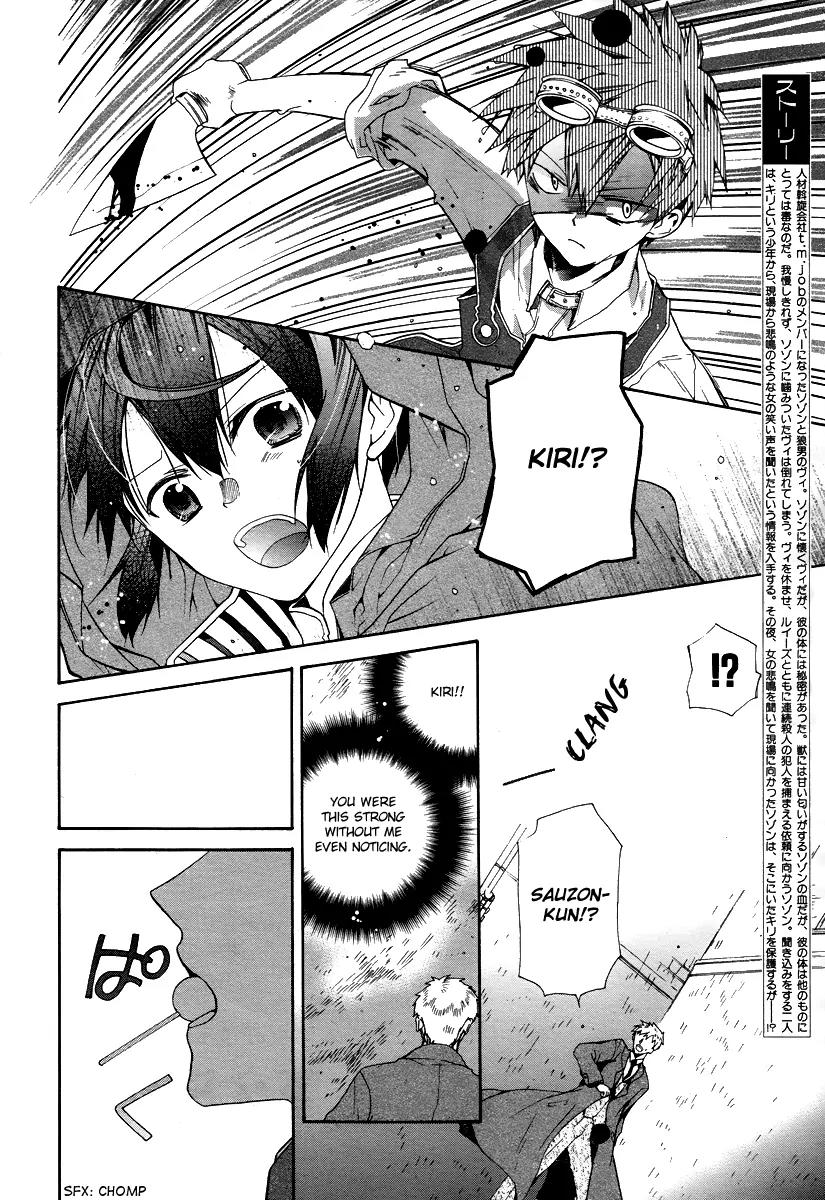 ストーリー
人材斡旋会社t.m.jobのメンバーになったソゾンと狼男のヴィ。ソゾンに懐くヴィだが、彼の体には秘密があった。獣には甘い匂いがするソゾンの血だが、彼の体は他のものに
とっては毒なのだ。我慢しきれず、ソゾンに噛みついたヴィは倒れてしまう。ヴィを休ませ、ルイーズとともに連続殺人の犯人を捕まえる依頼に向かうソゾン。聞き込みをする二人
は、キリという少年から、現場から悲鳴のような女の笑い声を聞いたという情報を入手する。その夜、女の悲鳴を聞いて現場に向かったソゾンは、そこにいたキリを保護するが――!?
KIRI!?
!?
CLANG
SAUZON-
KUN!?
KIRI!!
YOU WERE
THIS STRONG
WITHOUT ME
EVEN NOTICING.
ぱく
SFX: CHOMP